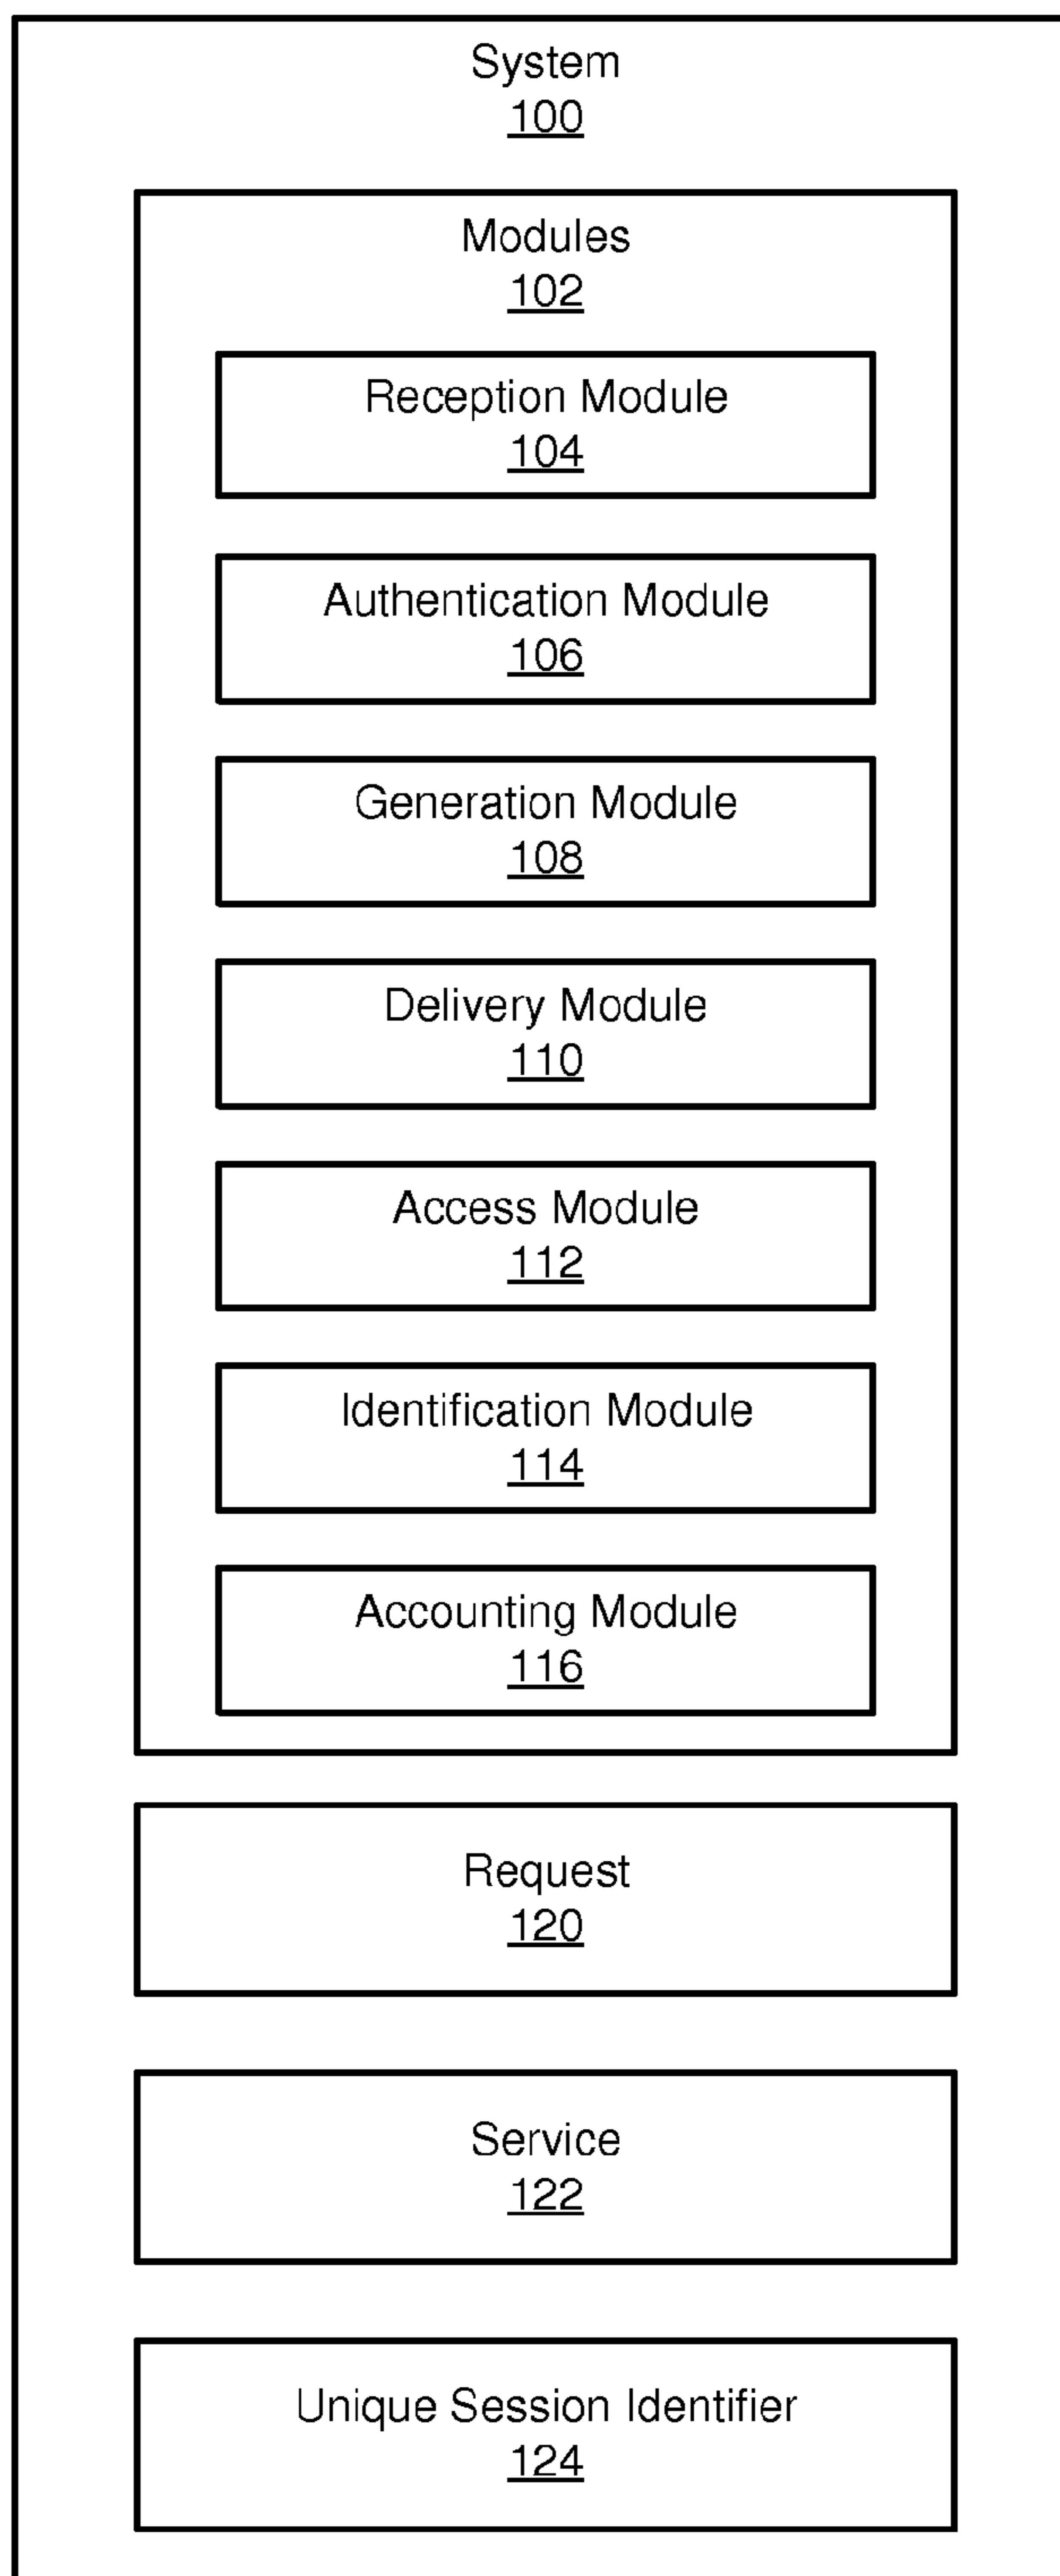 System
100
Modules
102
Reception Module
104
Authentication Module
106
Generation Module
108
Delivery Module
110
Access Module
112
Identification Module
114
Accounting Module
116
Request
120
Service
122
Unique Session Identifier
124